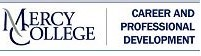 MERCY
COLLEGE
CAREER AND
PROFESSIONAL
DEVELOPMENT